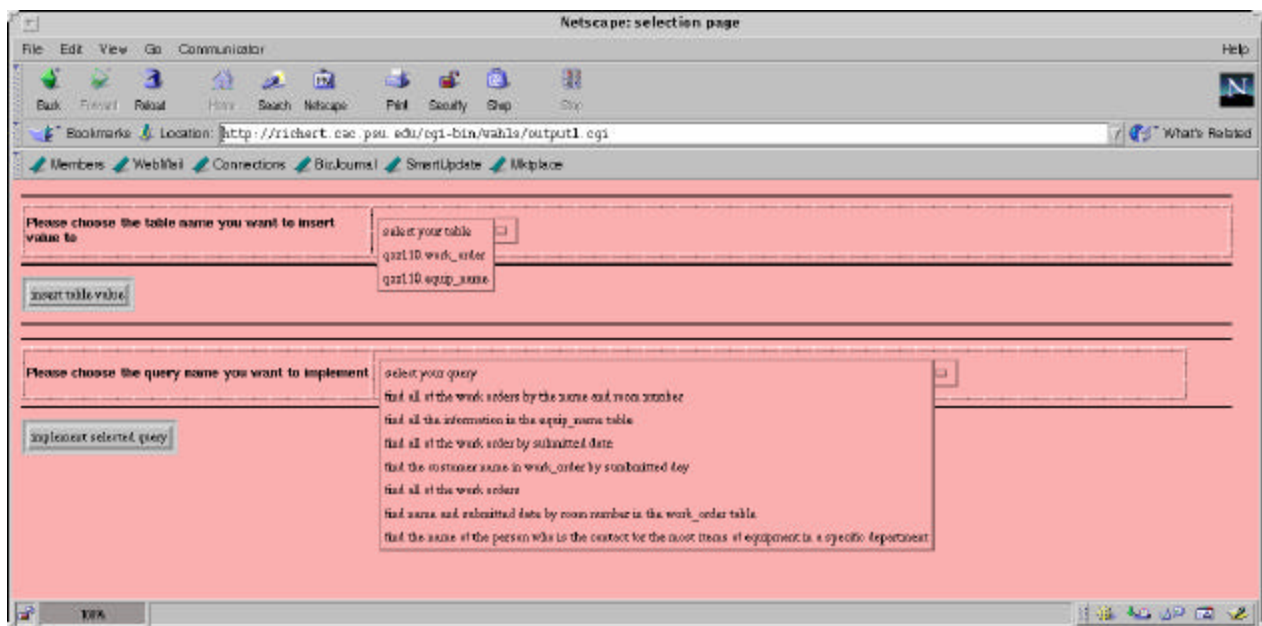 Netscape: selection page
File Edit View Go Communicator Help
Back Forward Reload Home Search Netscape Print Security Shop Stop
Bookmarks Location: http://richert.cac.psu.edu/cgi-bin/wahls/output1.cgi What's Related
Members WebMail Connections BizJournal SmartUpdate Mktplace
Please choose the table name you want to insert
value to
select your table
qzz110.work_order
qzz110.equip_name
insert table value
Please choose the query name you want to implement
select your query
find all of the work orders by the name and room number
find all the information in the equip_name table
find all of the work order by submitted date
find the customer name in work_order by sumbmitted day
find all of the work orders
find name and submitted date by room number in the work_order table
find the name of the person who is the contact for the most items of equipment in a specific department
implement selected query
100%